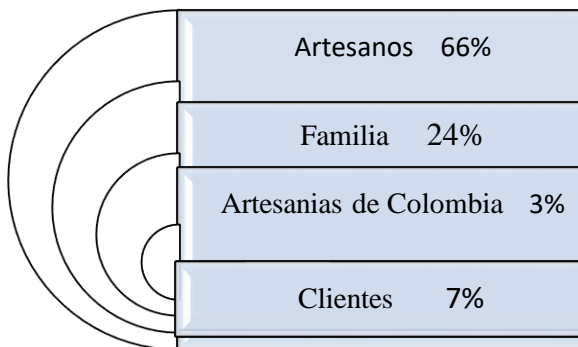 Artesanos 66%
Familia 24%
Artesanias de Colombia 3%
Clientes 7%